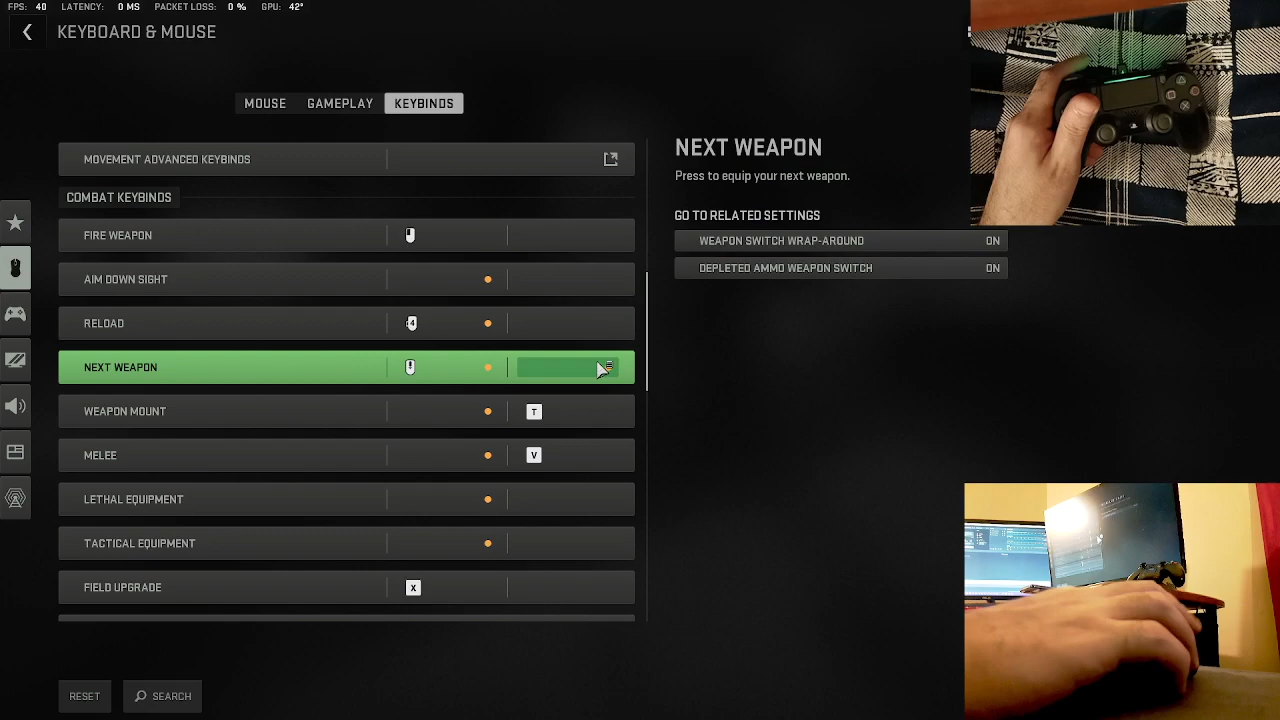 FPS: 40 LATENCY: 0 MS PACKET LOSS: 0 % GPU: 42°
KEYBOARD & MOUSE
MOUSE GAMEPLAY KEYBINDS
MOVEMENT ADVANCED KEYBINDS
COMBAT KEYBINDS
FIRE WEAPON
AIM DOWN SIGHT
RELOAD 4
NEXT WEAPON
WEAPON MOUNT T
MELEE V
LETHAL EQUIPMENT
TACTICAL EQUIPMENT
FIELD UPGRADE X
RESET SEARCH
NEXT WEAPON
Press to equip your next weapon.
GO TO RELATED SETTINGS
WEAPON SWITCH WRAP-AROUND ON
DEPLETED AMMO WEAPON SWITCH ON